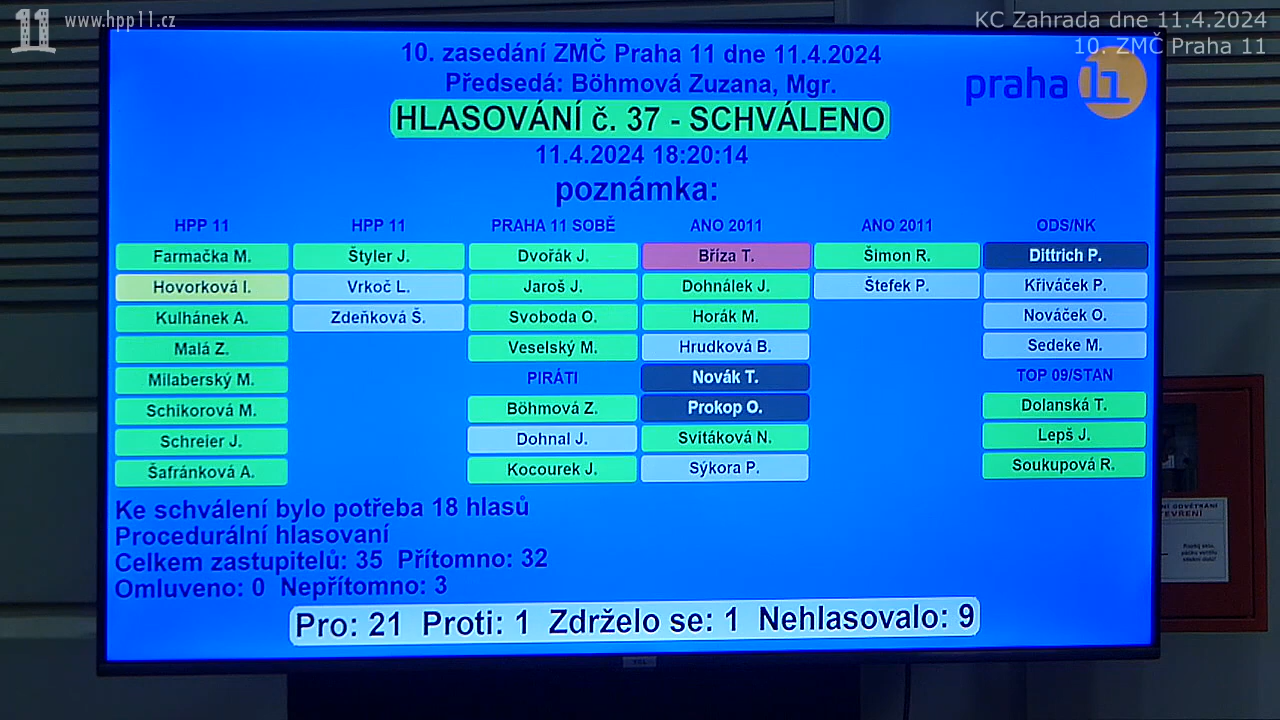 11 www.hpp11.cz
KC Zahrada dne 11.4.2024
10. ZMČ Praha 11
10. zasedání ZMČ Praha 11 dne 11.4.2024
Předsedá: Böhmová Zuzana, Mgr.
praha 11
HLASOVÁNÍ č. 37 - SCHVÁLENO
11.4.2024 18:20:14
poznámka:
HPP 11
Farmačka M.
Hovorková I.
Kulhánek A.
Malá Z.
Milaberský M.
Schikorová M.
Schreier J.
Šafránková A.
HPP 11
Štyler J.
Vrkoč L.
Zdeňková Š.
PRAHA 11 SOBĚ
Dvořák J.
Jaroš J.
Svoboda O.
Veselský M.
PIRÁTI
Böhmová Z.
Dohnal J.
Kocourek J.
ANO 2011
Bříza T.
Dohnálek J.
Horák M.
Hrudková B.
Novák T.
Prokop O.
Svitáková N.
Sýkora P.
ANO 2011
Šimon R.
Štefek P.
ODS/NK
Dittrich P.
Křiváček P.
Nováček O.
Sedeke M.
TOP 09/STAN
Dolanská T.
Lepš J.
Soukupová R.
Ke schválení bylo potřeba 18 hlasů
Procedurální hlasovaní
Celkem zastupitelů: 35 Přítomno: 32
Omluveno: 0 Nepřítomno: 3
Pro: 21 Proti: 1 Zdrželo se: 1 Nehlasovalo: 9